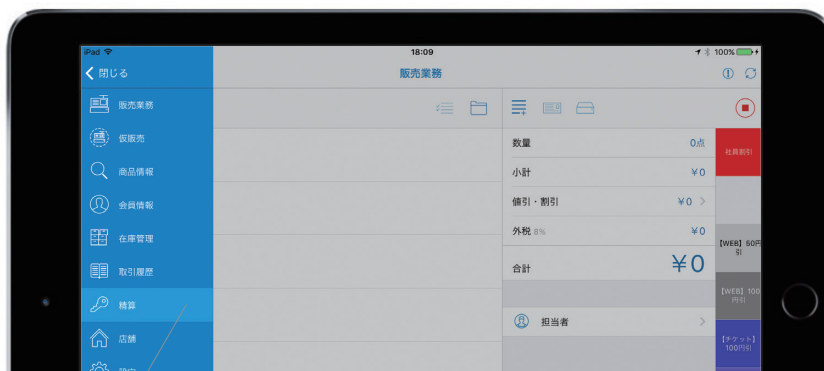 iPad
18:09
100%
閉じる
販売業務
販売業務
仮販売
商品情報
会員情報
在庫管理
取引履歴
精算
店舗
設定
数量
0点
小計
¥0
値引・割引
¥0
外税 8%
¥0
合計
¥0
担当者
社員割引
【WEB】50円
引
【WEB】100
円引
【チケット】
100円引